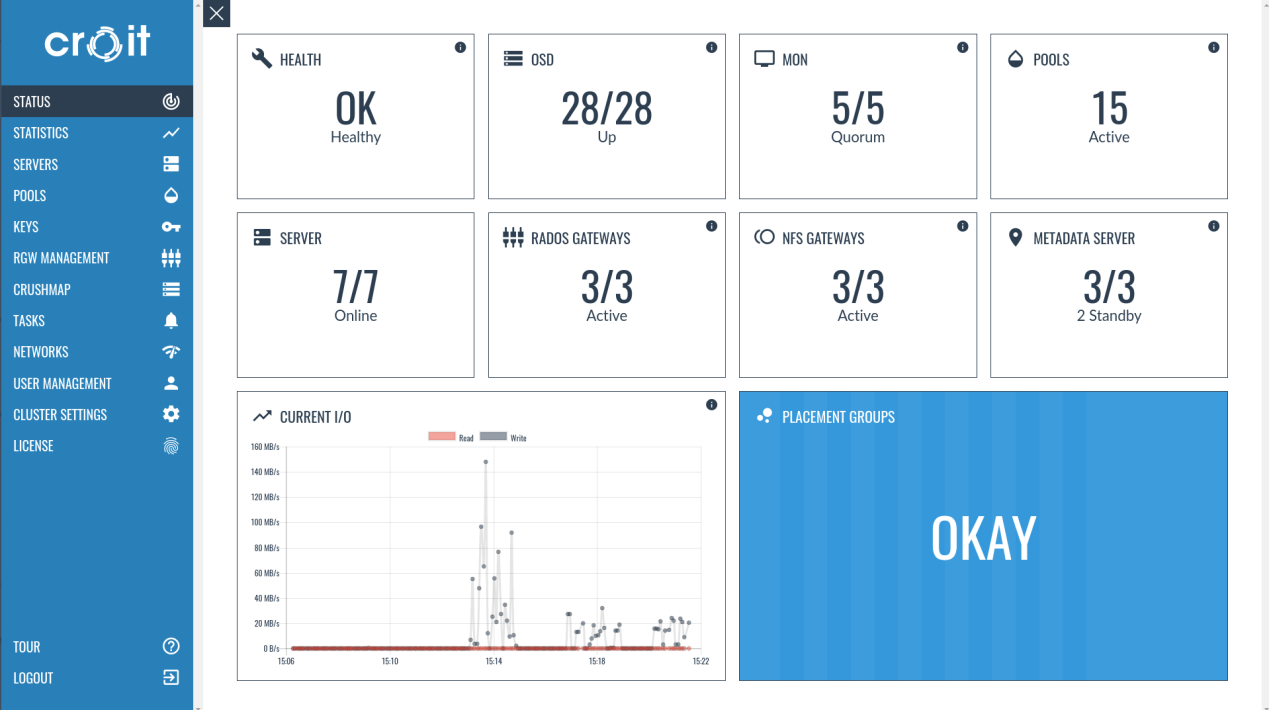 croit
STATUS
STATISTICS
SERVERS
POOLS
KEYS
RGW MANAGEMENT
CRUSHMAP
TASKS
NETWORKS
USER MANAGEMENT
CLUSTER SETTINGS
LICENSE
TOUR
LOGOUT
HEALTH
OK
Healthy
OSD
28/28
Up
MON
5/5
Quorum
POOLS
15
Active
SERVER
7/7
Online
RADOS GATEWAYS
3/3
Active
NFS GATEWAYS
3/3
Active
METADATA SERVER
3/3
2 Standby
CURRENT I/O
Read Write
160 MB/s
140 MB/s
120 MB/s
100 MB/s
80 MB/s
60 MB/s
40 MB/s
20 MB/s
0 B/s
15:06 15:10 15:14 15:18 15:22
PLACEMENT GROUPS
OKAY